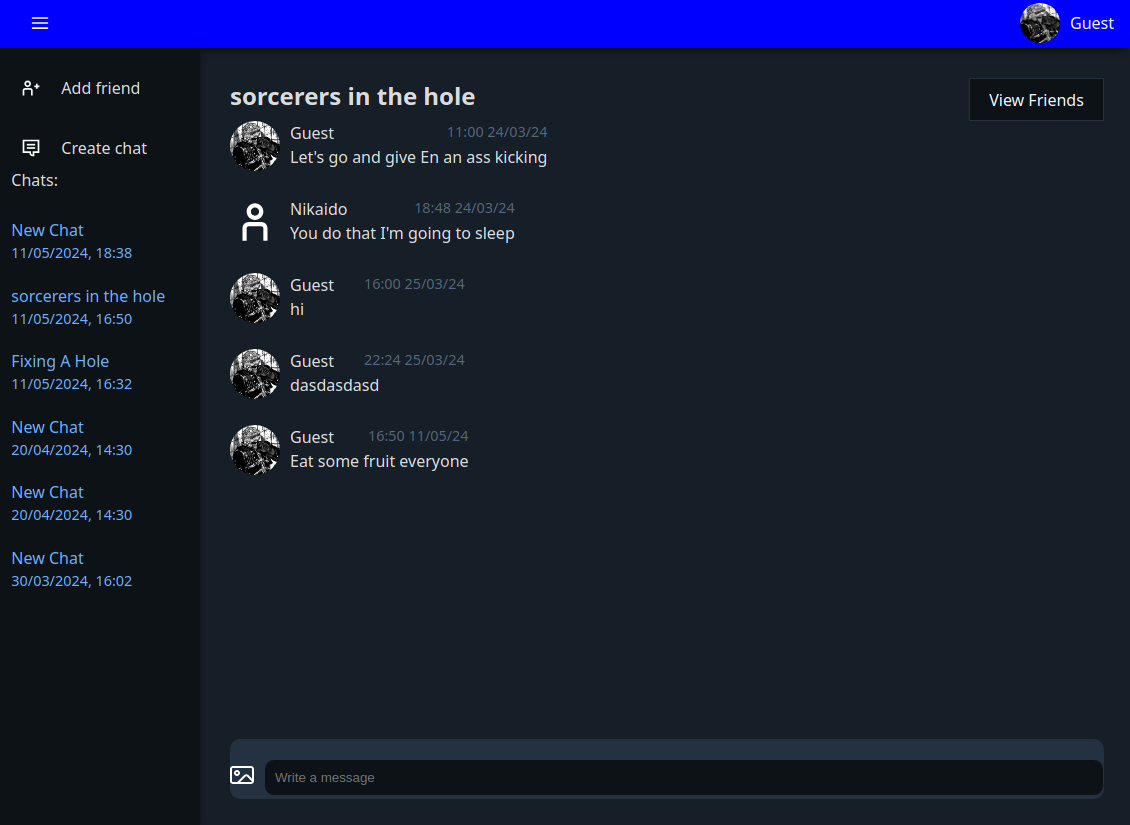 Guest
Add friend
Create chat
Chats:
New Chat
11/05/2024, 18:38
sorcerers in the hole
11/05/2024, 16:50
Fixing A Hole
11/05/2024, 16:32
New Chat
20/04/2024, 14:30
New Chat
20/04/2024, 14:30
New Chat
30/03/2024, 16:02
sorcerers in the hole
View Friends
Guest 11:00 24/03/24
Let's go and give En an ass kicking
Nikaido 18:48 24/03/24
You do that I'm going to sleep
Guest 16:00 25/03/24
hi
Guest 22:24 25/03/24
dasdasdasd
Guest 16:50 11/05/24
Eat some fruit everyone
Write a message